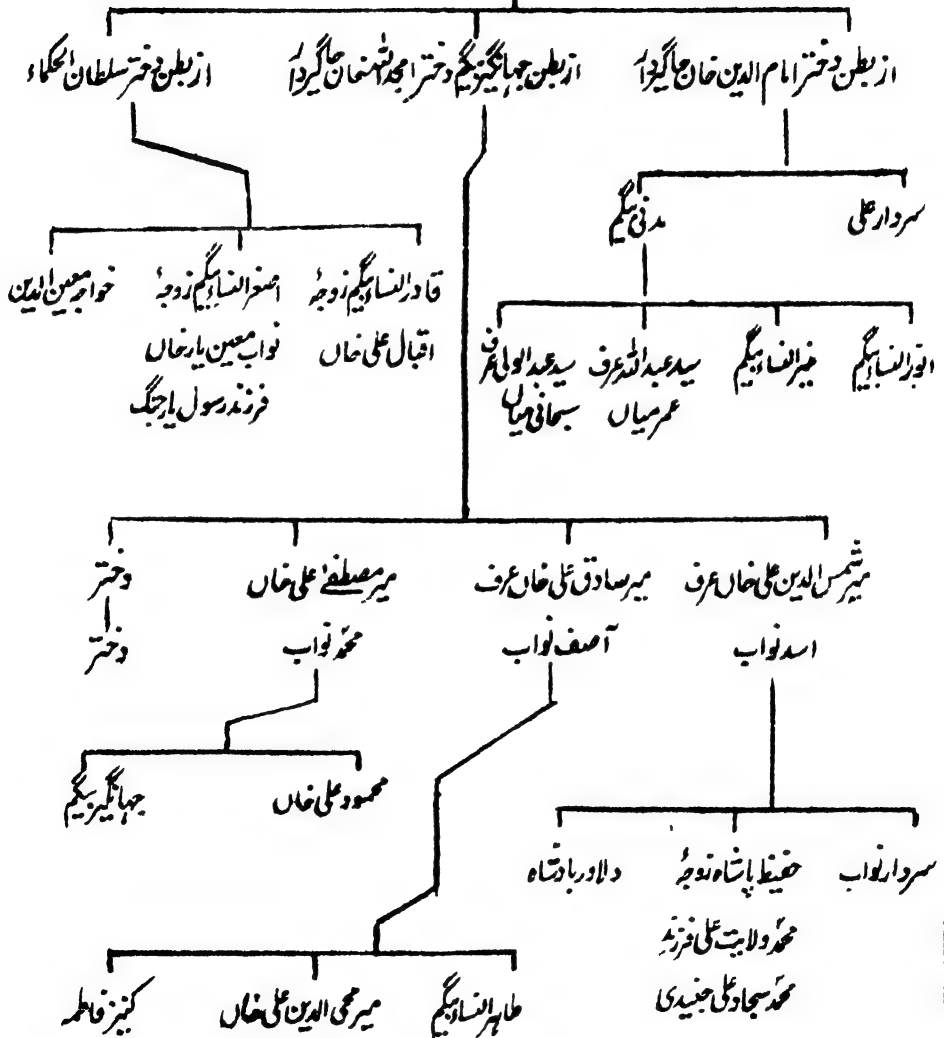 از بطن دختر امام الدین خان جاگیردار
از بطن جہانگیر بیگم دختر امجد اللہ خان جاگیردار
از بطن دختر سلطان الحکماء
سردار علی
مدنی بیگم
قادر النساء بیگم زوجۂ
اقبال علی خاں
اصغر النساء بیگم زوجۂ
نواب معین یار خاں
فرزند رسول یار جنگ
خواجہ معین الدین
انور النساء بیگم
منیر النساء بیگم
سید عبداللہ عرف
عمر میاں
سید عبدالولی عرف
سبحانی میاں
میر شمس الدین علی خاں عرف
اسد نواب
میر صادق علی خاں عرف
آصف نواب
میر مصطفےٰ علی خاں
محمد نواب
دختر
دختر
محمود علی خاں
جہانگیر بیگم
سردار نواب
حفیظ پاشاہ زوجۂ
محمد ولایت علی فرزند
محمد سجاد علی جنیدی
دلاور بادشاہ
طاہر النساء بیگم
میر محی الدین علی خاں
کنیز فاطمہ